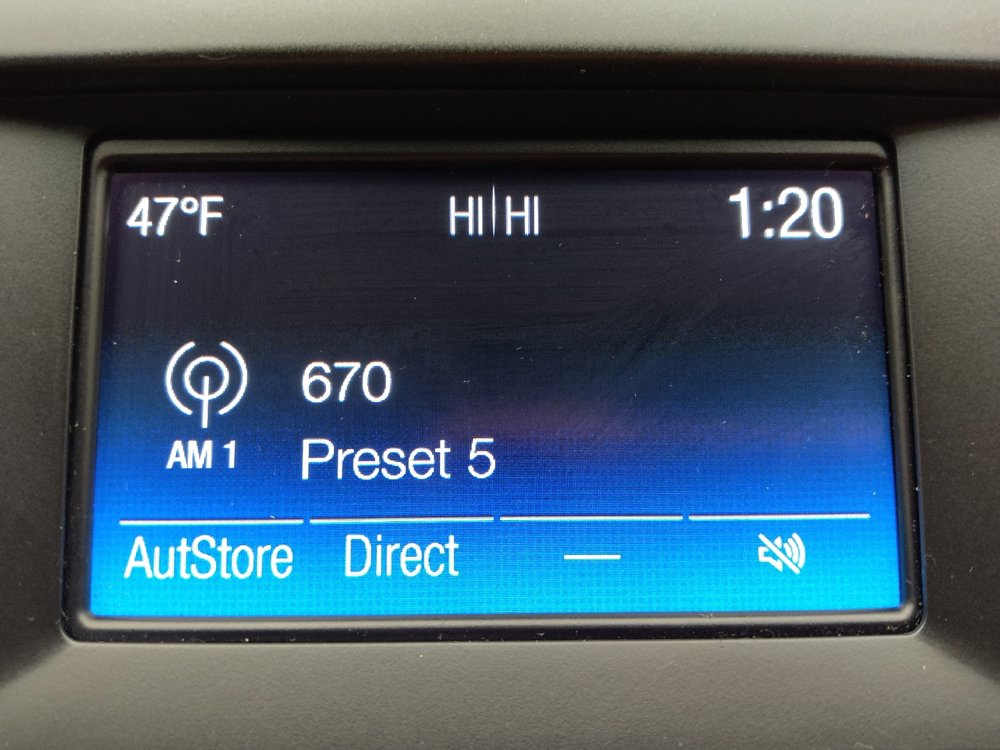 47°F HI|HI 1:20
670
AM 1 Preset 5
AutStore Direct —